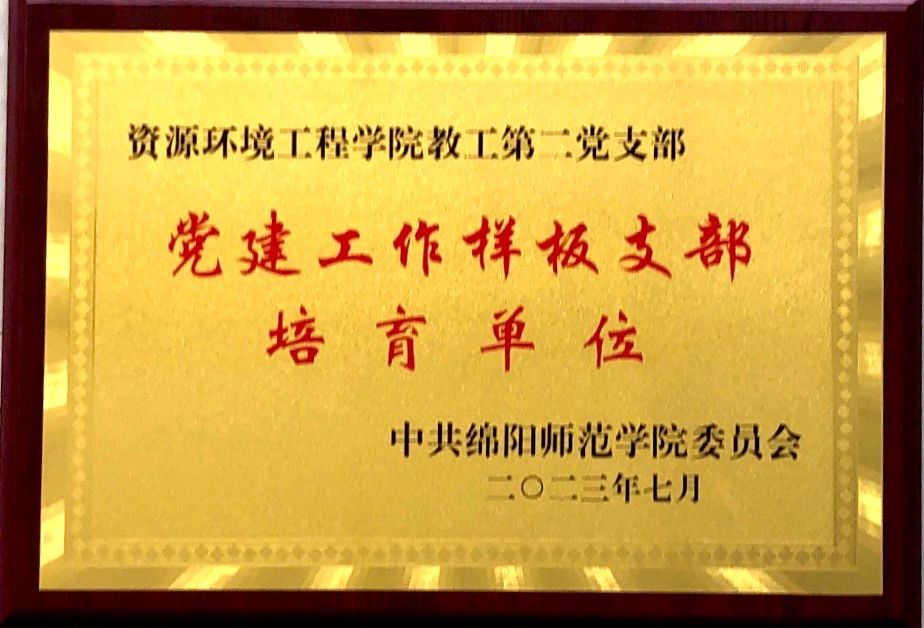 资源环境工程学院教工第二党支部
党建工作样板支部
培育单位
中共绵阳师范学院委员会
二〇二三年七月